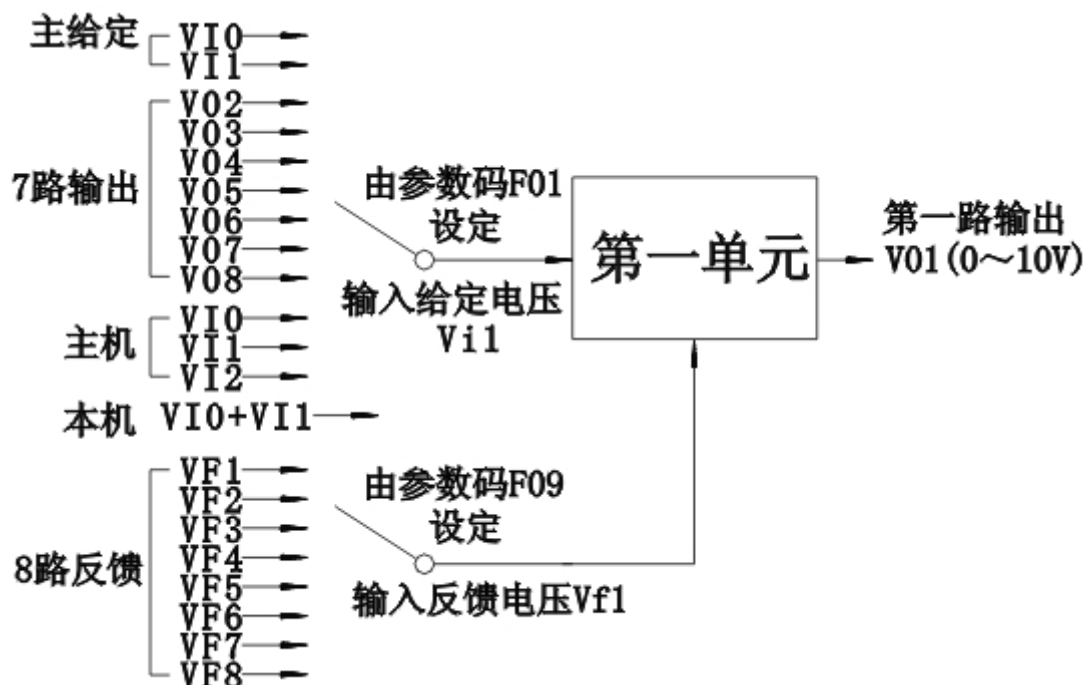 主给定
VI0
VI1
7路输出
V02
V03
V04
V05
V06
V07
V08
主机
VI0
VI1
VI2
本机 VI0+VI1
8路反馈
VF1
VF2
VF3
VF4
VF5
VF6
VF7
VF8
由参数码F01
设定
输入给定电压
Vi1
由参数码F09
设定
输入反馈电压Vf1
第一单元
第一路输出
V01(0～10V)